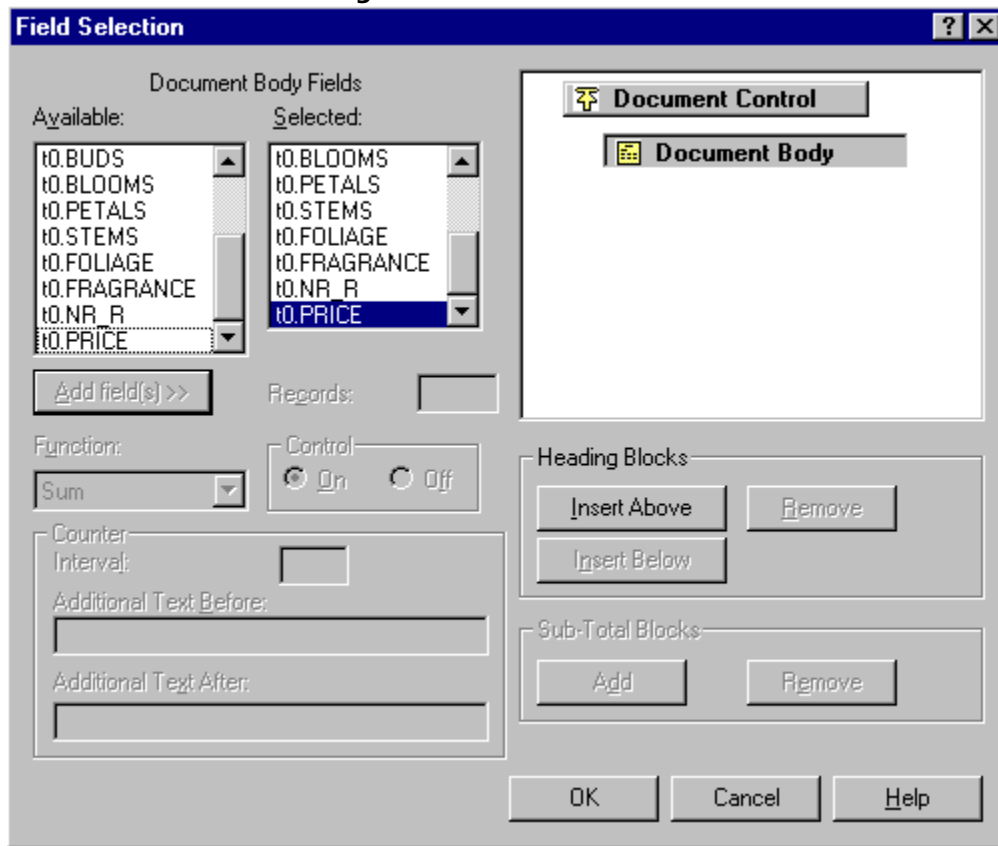 Field Selection
Document Body Fields
Available:
Selected:
t0.BUDS
t0.BLOOMS
t0.PETALS
t0.STEMS
t0.FOLIAGE
t0.FRAGRANCE
t0.NR_R
t0.PRICE
t0.BLOOMS
t0.PETALS
t0.STEMS
t0.FOLIAGE
t0.FRAGRANCE
t0.NR_R
t0.PRICE
Add field(s) >>
Records:
Function:
Sum
Control
On
Off
Counter
Interval:
Additional Text Before:
Additional Text After:
Document Control
Document Body
Heading Blocks
Insert Above
Remove
Insert Below
Sub-Total Blocks
Add
Remove
OK
Cancel
Help